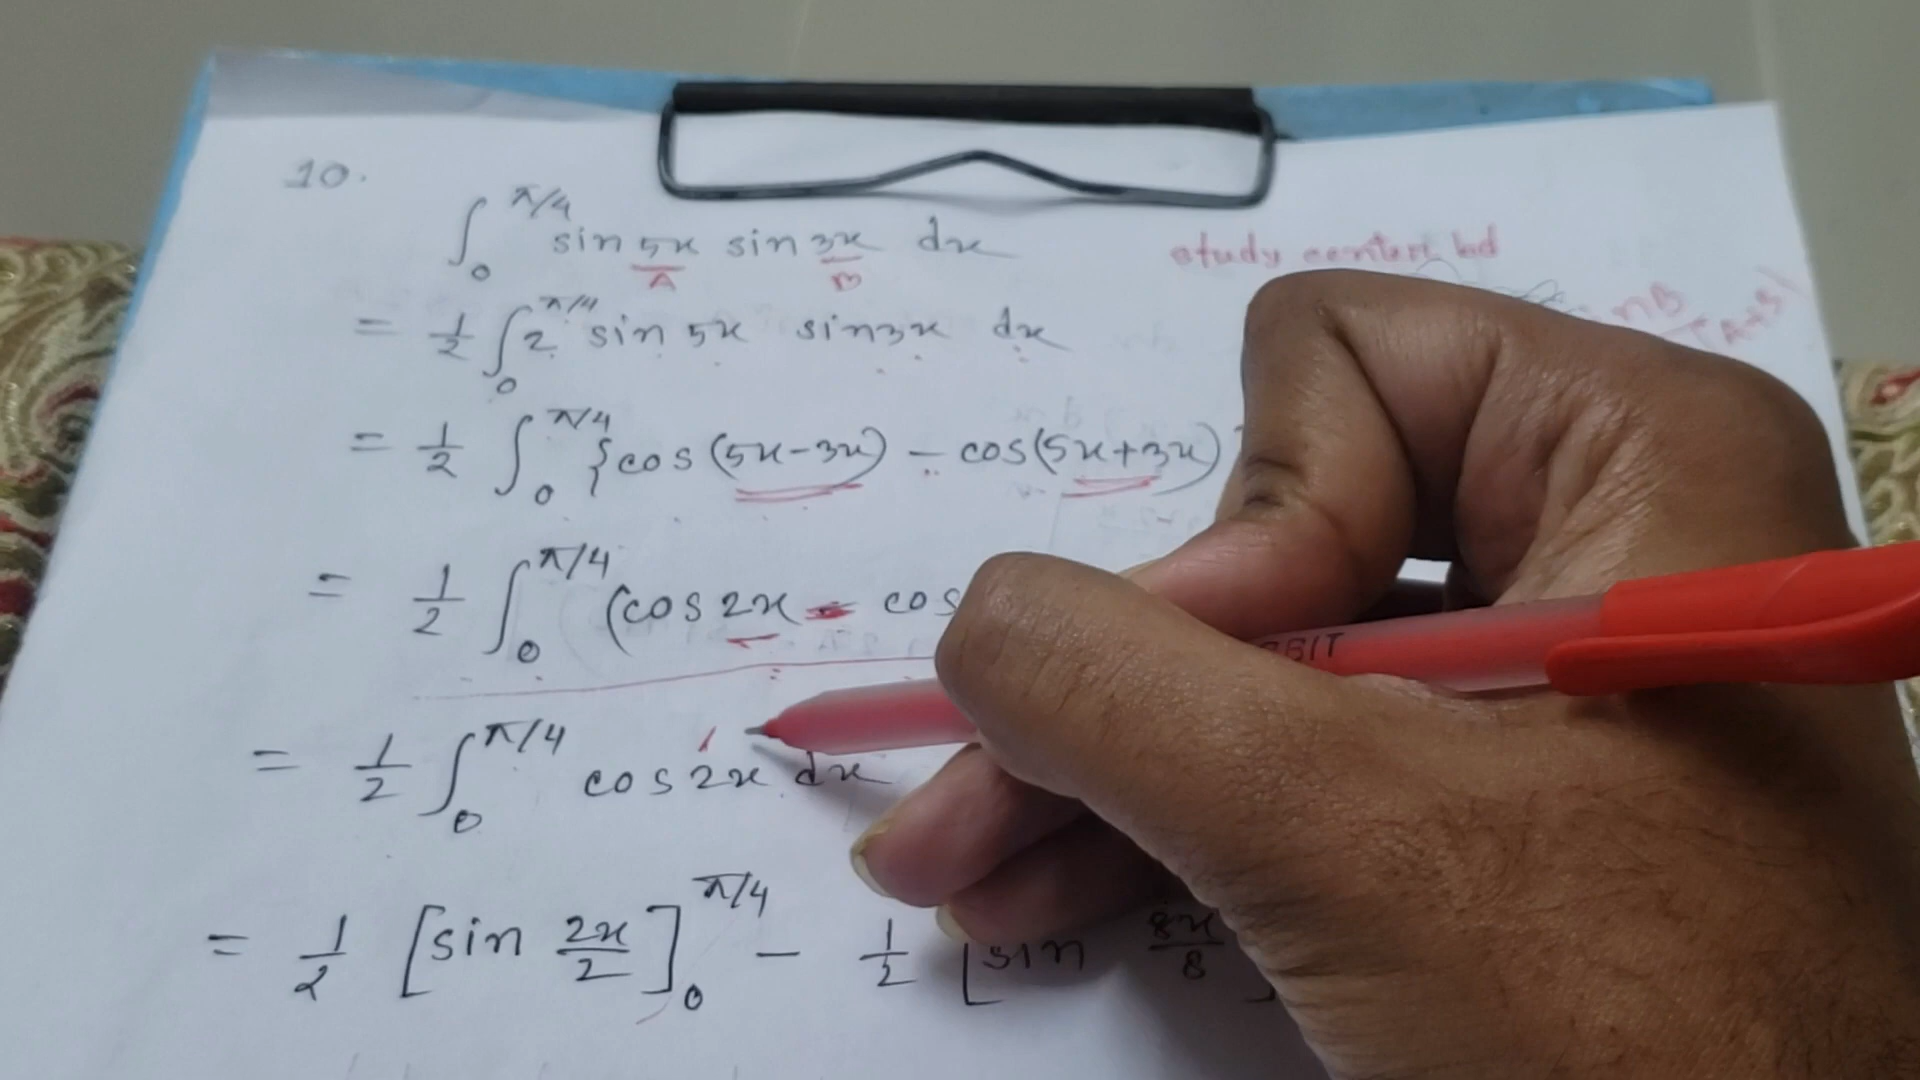 10.
∫₀^π/4 sin 5x sin 3x dx
A B
study center bd
= 1/2 ∫₀^π/4 2 sin 5x sin3x dx
inB
(A+B)
= 1/2 ∫₀^π/4 {cos (5x-3x) - cos(5x+3x)
= 1/2 ∫₀^π/4 (cos 2x - cos
= 1/2 ∫₀^π/4 cos 2x dx
= 1/2 [sin 2x/2]₀^π/4 - 1/2 [sin 8x/8]